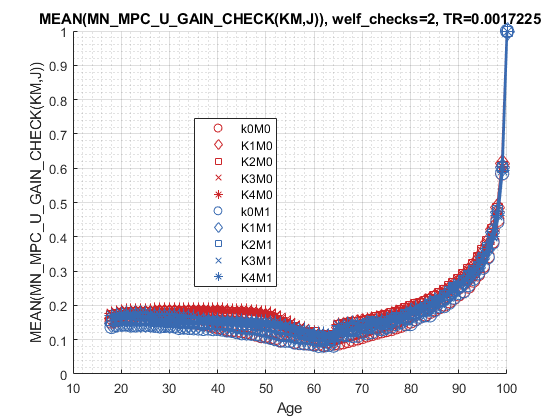 MEAN(MN_MPC_U_GAIN_CHECK(KM,J)), welf_checks=2, TR=0.0017225
MEAN(MN_MPC_U_GAIN_CHECK(KM,J))
1
0.9
0.8
0.7
0.6
0.5
0.4
0.3
0.2
0.1
0
k0M0
K1M0
K2M0
K3M0
K4M0
k0M1
K1M1
K2M1
K3M1
K4M1
10 20 30 40 50 60 70 80 90 100
Age